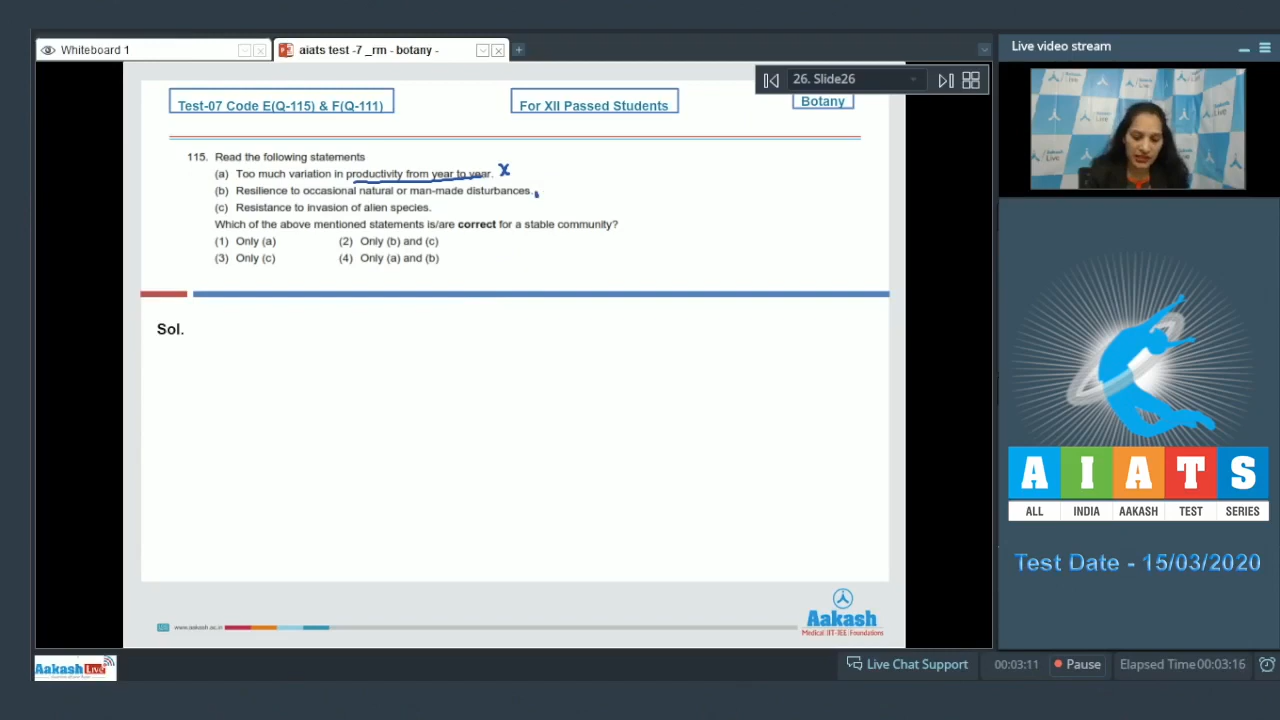 Whiteboard 1
aiats test -7 _rm - botany -
Live video stream
26. Slide26
Test-07 Code E(Q-115) & F(Q-111)
For XII Passed Students
Botany
115. Read the following statements
(a) Too much variation in productivity from year to year. X
(b) Resilience to occasional natural or man-made disturbances.
(c) Resistance to invasion of alien species.
Which of the above mentioned statements is/are correct for a stable community?
(1) Only (a) (2) Only (b) and (c)
(3) Only (c) (4) Only (a) and (b)
Sol.
A I A T S
ALL INDIA AAKASH TEST SERIES
Test Date - 15/03/2020
www.aakash.ac.in
Aakash
Medical|IIT-JEE|Foundations
Aakash Live
Live Chat Support
00:03:11
Pause
Elapsed Time 00:03:16